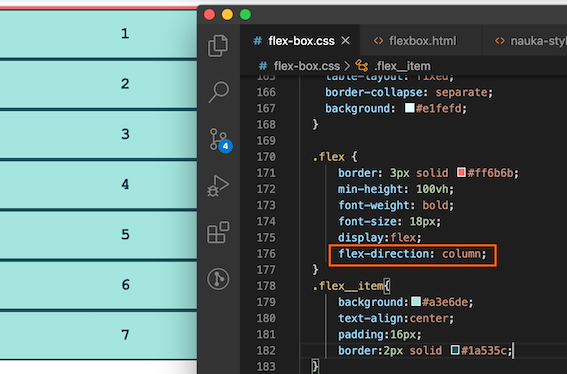 1
2
3
4
5
6
7
flex-box.css
flexbox.html
nauka-sty
flex-box.css > .flex__item
165 table-layout: fixed;
166 border-collapse: separate;
167 background: #e1fefd;
168 }
169
170 .flex {
171 border: 3px solid #ff6b6b;
172 min-height: 100vh;
173 font-weight: bold;
174 font-size: 18px;
175 display:flex;
176 flex-direction: column;
177 }
178 .flex__item{
179 background:#a3e6de;
180 text-align:center;
181 padding:16px;
182 border:2px solid #1a535c;
183 }
4